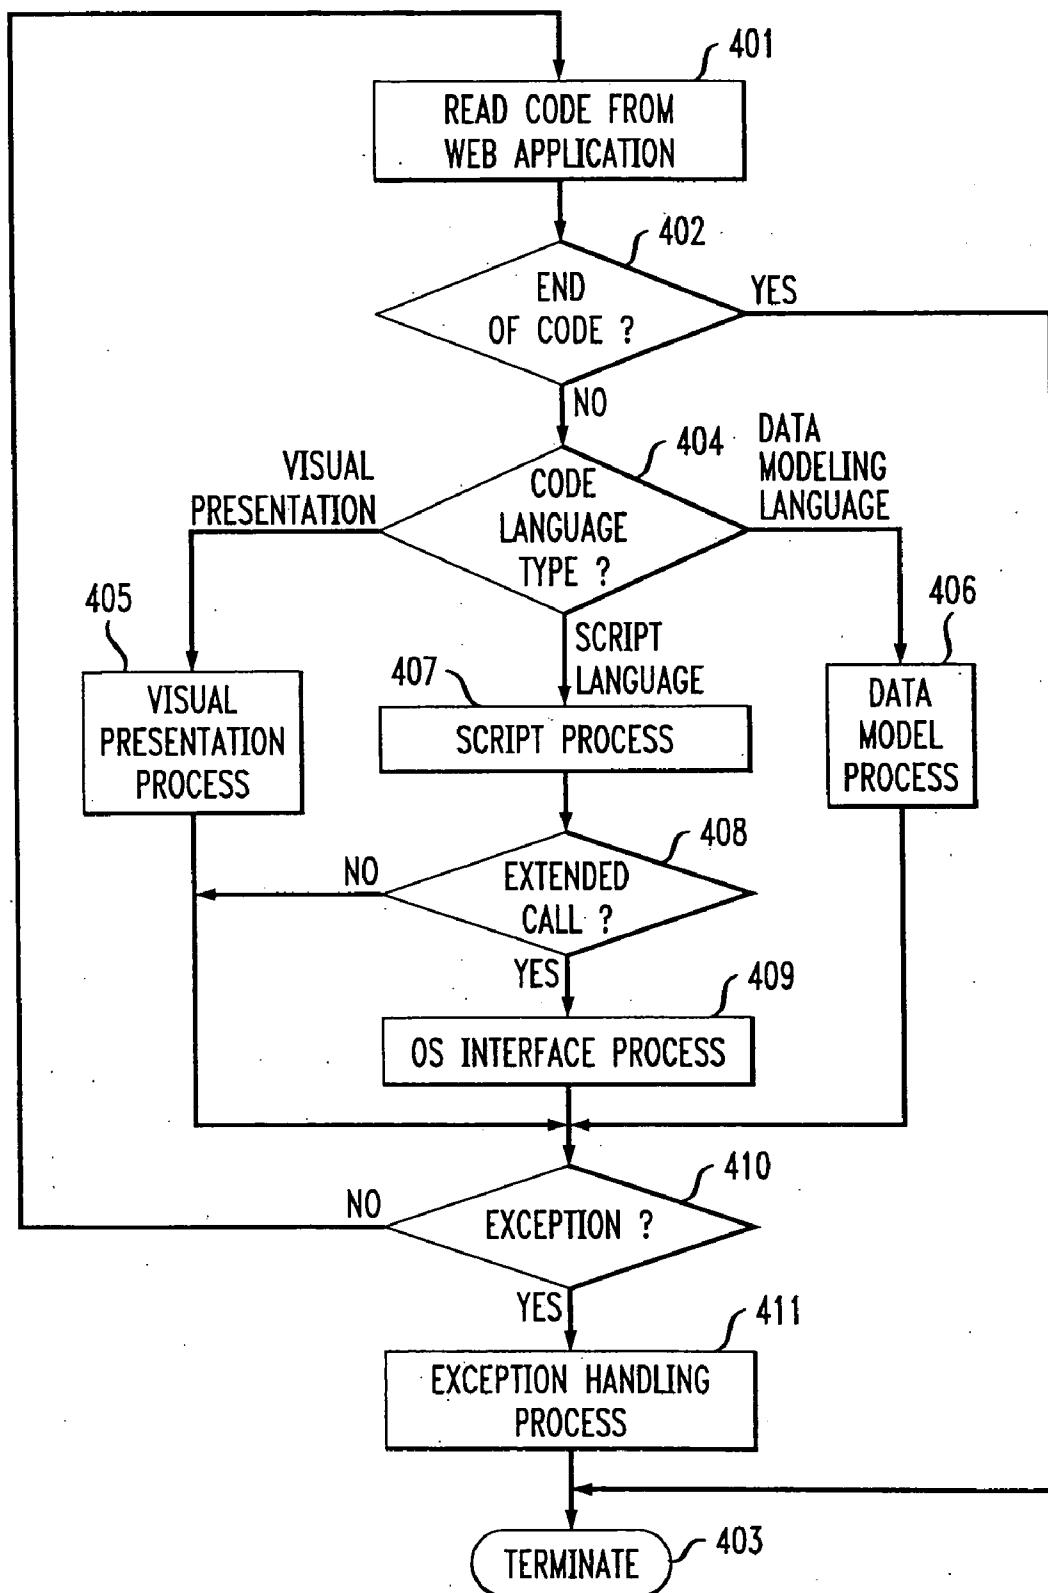 401
READ CODE FROM
WEB APPLICATION
402
END
OF CODE ?
YES
NO
404
CODE
LANGUAGE
TYPE ?
VISUAL
PRESENTATION
DATA
MODELING
LANGUAGE
SCRIPT
LANGUAGE
405
VISUAL
PRESENTATION
PROCESS
407
SCRIPT PROCESS
406
DATA
MODEL
PROCESS
408
EXTENDED
CALL ?
NO
YES
409
OS INTERFACE PROCESS
410
EXCEPTION ?
NO
YES
411
EXCEPTION HANDLING
PROCESS
TERMINATE
403